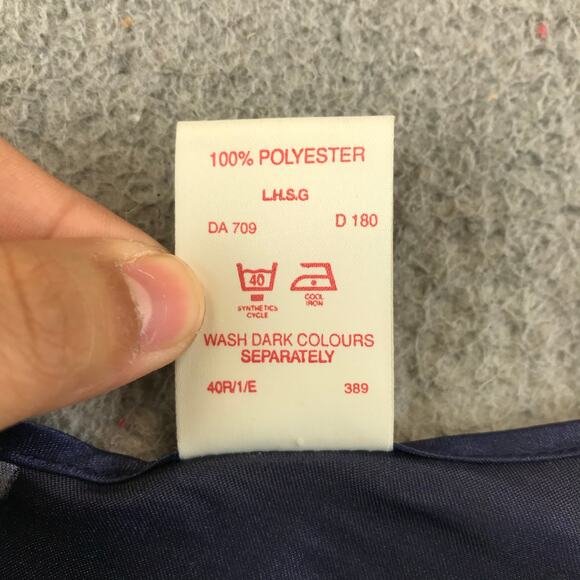 100% POLYESTER
L.H.S.G
DA 709 D 180
40
SYNTHETICS CYCLE
COOL IRON
WASH DARK COLOURS
SEPARATELY
40R/1/E 389